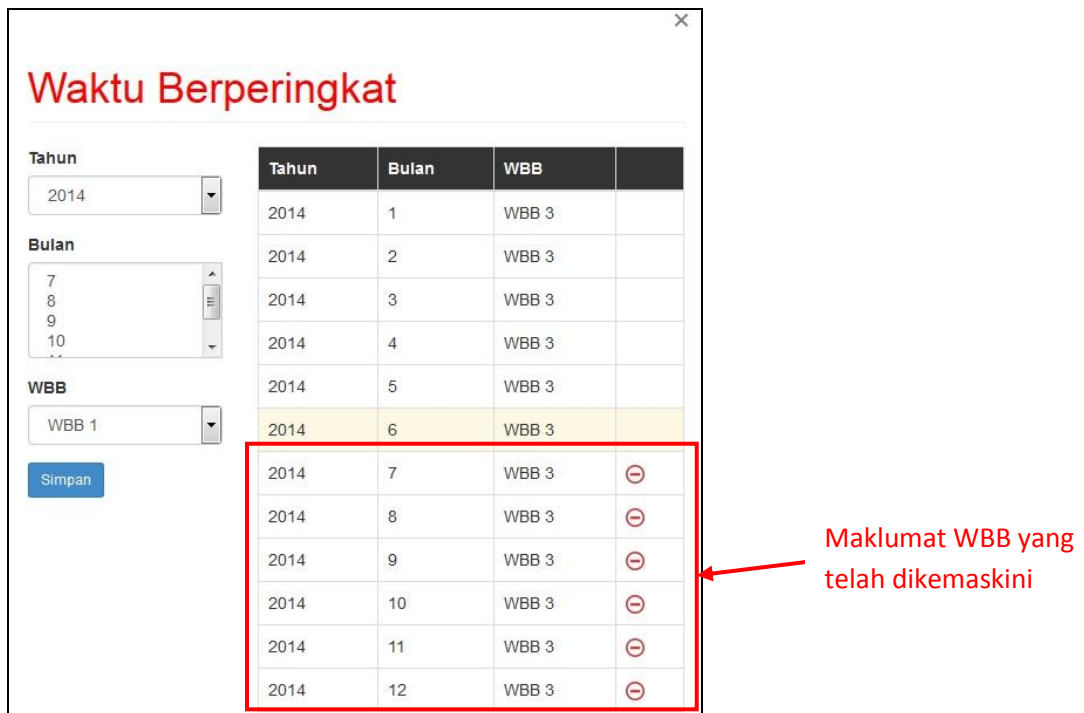 ×
Waktu Berperingkat
Tahun
2014
Bulan
7
8
9
10
WBB
WBB 1
Simpan
Tahun Bulan WBB
2014 1 WBB 3
2014 2 WBB 3
2014 3 WBB 3
2014 4 WBB 3
2014 5 WBB 3
2014 6 WBB 3
2014 7 WBB 3
2014 8 WBB 3
2014 9 WBB 3
2014 10 WBB 3
2014 11 WBB 3
2014 12 WBB 3
Maklumat WBB yang
telah dikemaskini